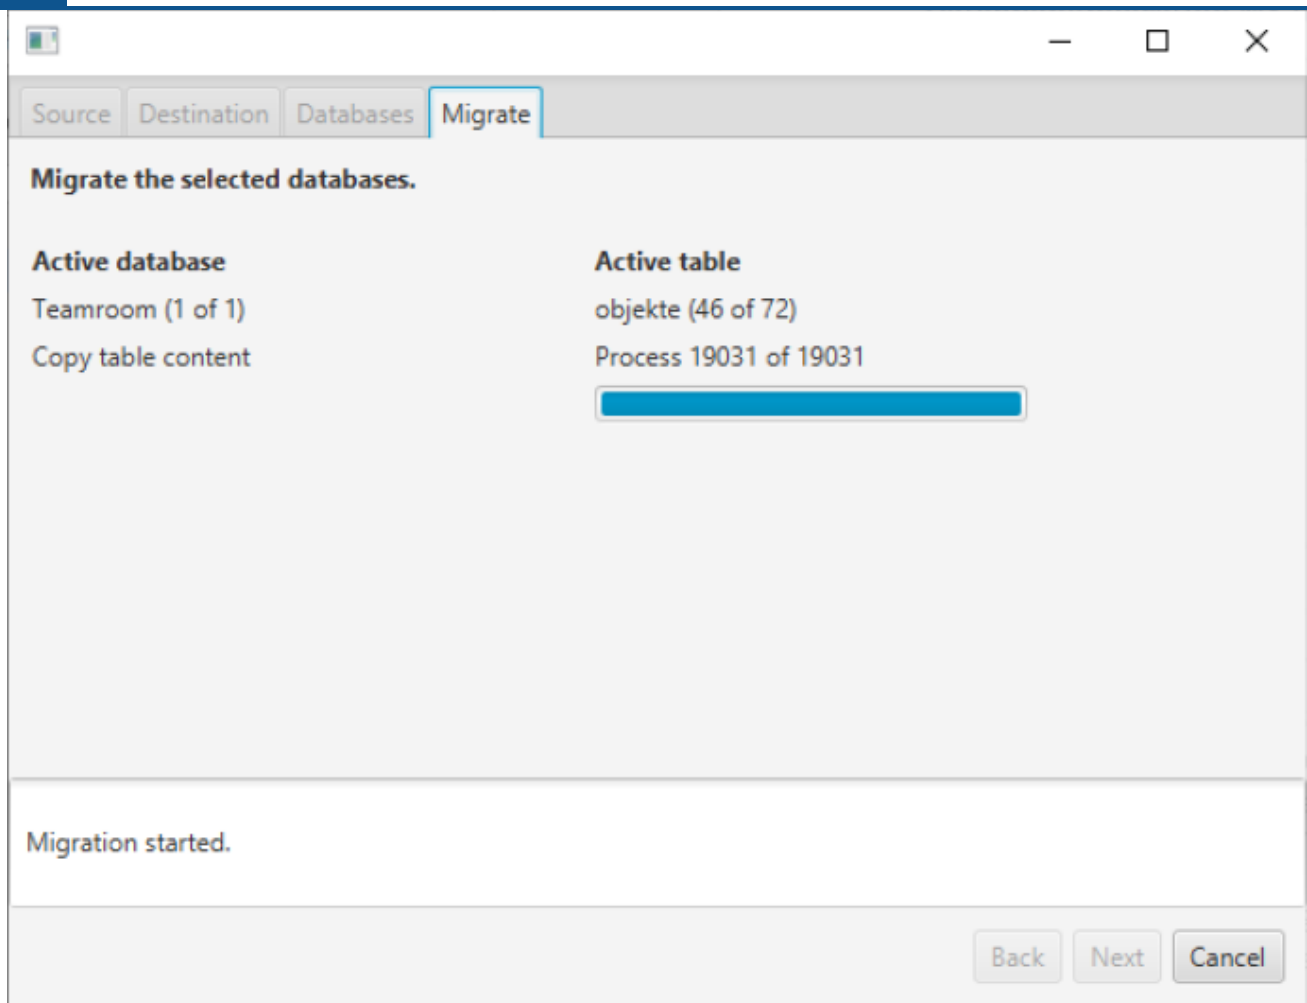 Source Destination Databases Migrate
Migrate the selected databases.
Active database Active table
Teamroom (1 of 1) objekte (46 of 72)
Copy table content Process 19031 of 19031
Migration started.
Back Next Cancel